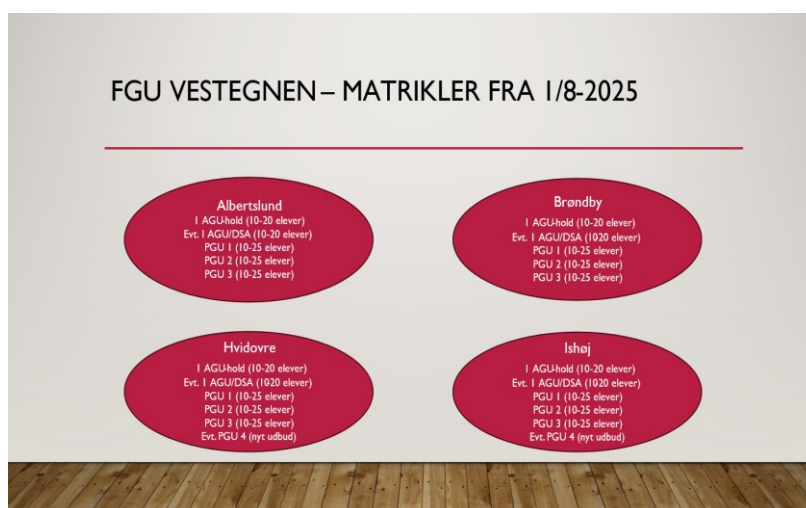 FGU VESTEGNEN – MATRIKLER FRA 1/8-2025
Albertslund
1 AGU-hold (10-20 elever)
Evt. 1 AGU/DSA (10-20 elever)
PGU 1 (10-25 elever)
PGU 2 (10-25 elever)
PGU 3 (10-25 elever)
Brøndby
1 AGU-hold (10-20 elever)
Evt. 1 AGU/DSA (1020 elever)
PGU 1 (10-25 elever)
PGU 2 (10-25 elever)
PGU 3 (10-25 elever)
Hvidovre
1 AGU-hold (10-20 elever)
Evt. 1 AGU/DSA (1020 elever)
PGU 1 (10-25 elever)
PGU 2 (10-25 elever)
PGU 3 (10-25 elever)
Evt. PGU 4 (nyt udbud)
Ishøj
1 AGU-hold (10-20 elever)
Evt. 1 AGU/DSA (1020 elever)
PGU 1 (10-25 elever)
PGU 2 (10-25 elever)
PGU 3 (10-25 elever)
Evt. PGU 4 (nyt udbud)